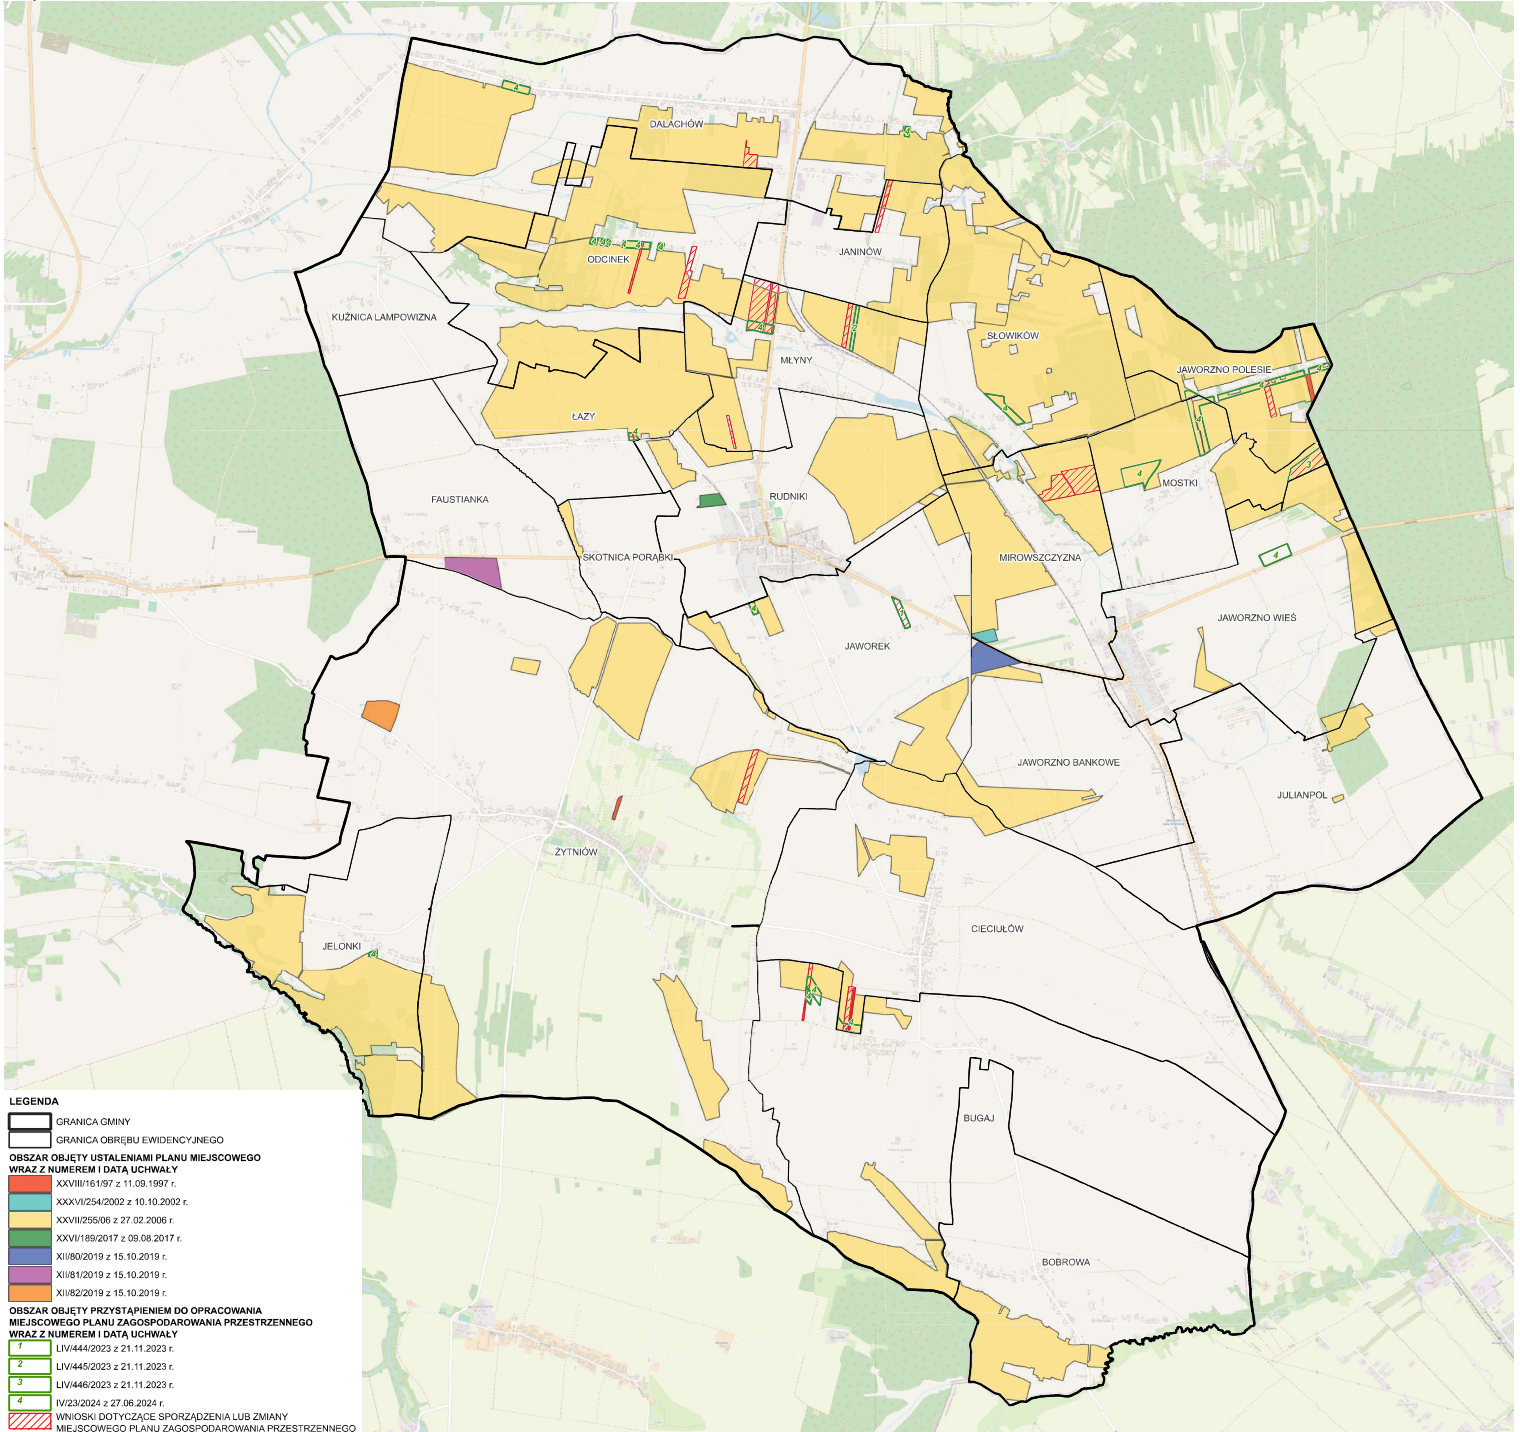 DALACHÓW
JANINÓW
ODCINEK
KUŹNICA LAMPOWIZNA
SŁOWIKÓW
MŁYNY
JAWORZNO POLESIE
ŁAZY
MOSTKI
RUDNIKI
FAUSTIANKA
SKOTNICA PORĄBKI
MIROWSZCZYZNA
JAWORZNO WIEŚ
JAWOREK
JAWORZNO BANKOWE
JULIANPOL
ŻYTNIÓW
CIECIUŁÓW
JELONKI
BUGAJ
BOBROWA
LEGENDA
GRANICA GMINY
GRANICA OBRĘBU EWIDENCYJNEGO
OBSZAR OBJĘTY USTALENIAMI PLANU MIEJSCOWEGO
WRAZ Z NUMEREM I DATĄ UCHWAŁY
XXVIII/161/97 z 11.09.1997 r.
XXXVI/254/2002 z 10.10.2002 r.
XXVII/255/06 z 27.02.2006 r.
XXVI/189/2017 z 09.08.2017 r.
XII/80/2019 z 15.10.2019 r.
XII/81/2019 z 15.10.2019 r.
XII/82/2019 z 15.10.2019 r.
OBSZAR OBJĘTY PRZYSTĄPIENIEM DO OPRACOWANIA
MIEJSCOWEGO PLANU ZAGOSPODAROWANIA PRZESTRZENNEGO
WRAZ Z NUMEREM I DATĄ UCHWAŁY
1 LIV/444/2023 z 21.11.2023 r.
2 LIV/445/2023 z 21.11.2023 r.
3 LIV/446/2023 z 21.11.2023 r.
4 IV/23/2024 z 27.06.2024 r.
WNIOSKI DOTYCZĄCE SPORZĄDZENIA LUB ZMIANY
MIEJSCOWEGO PLANU ZAGOSPODAROWANIA PRZESTRZENNEGO